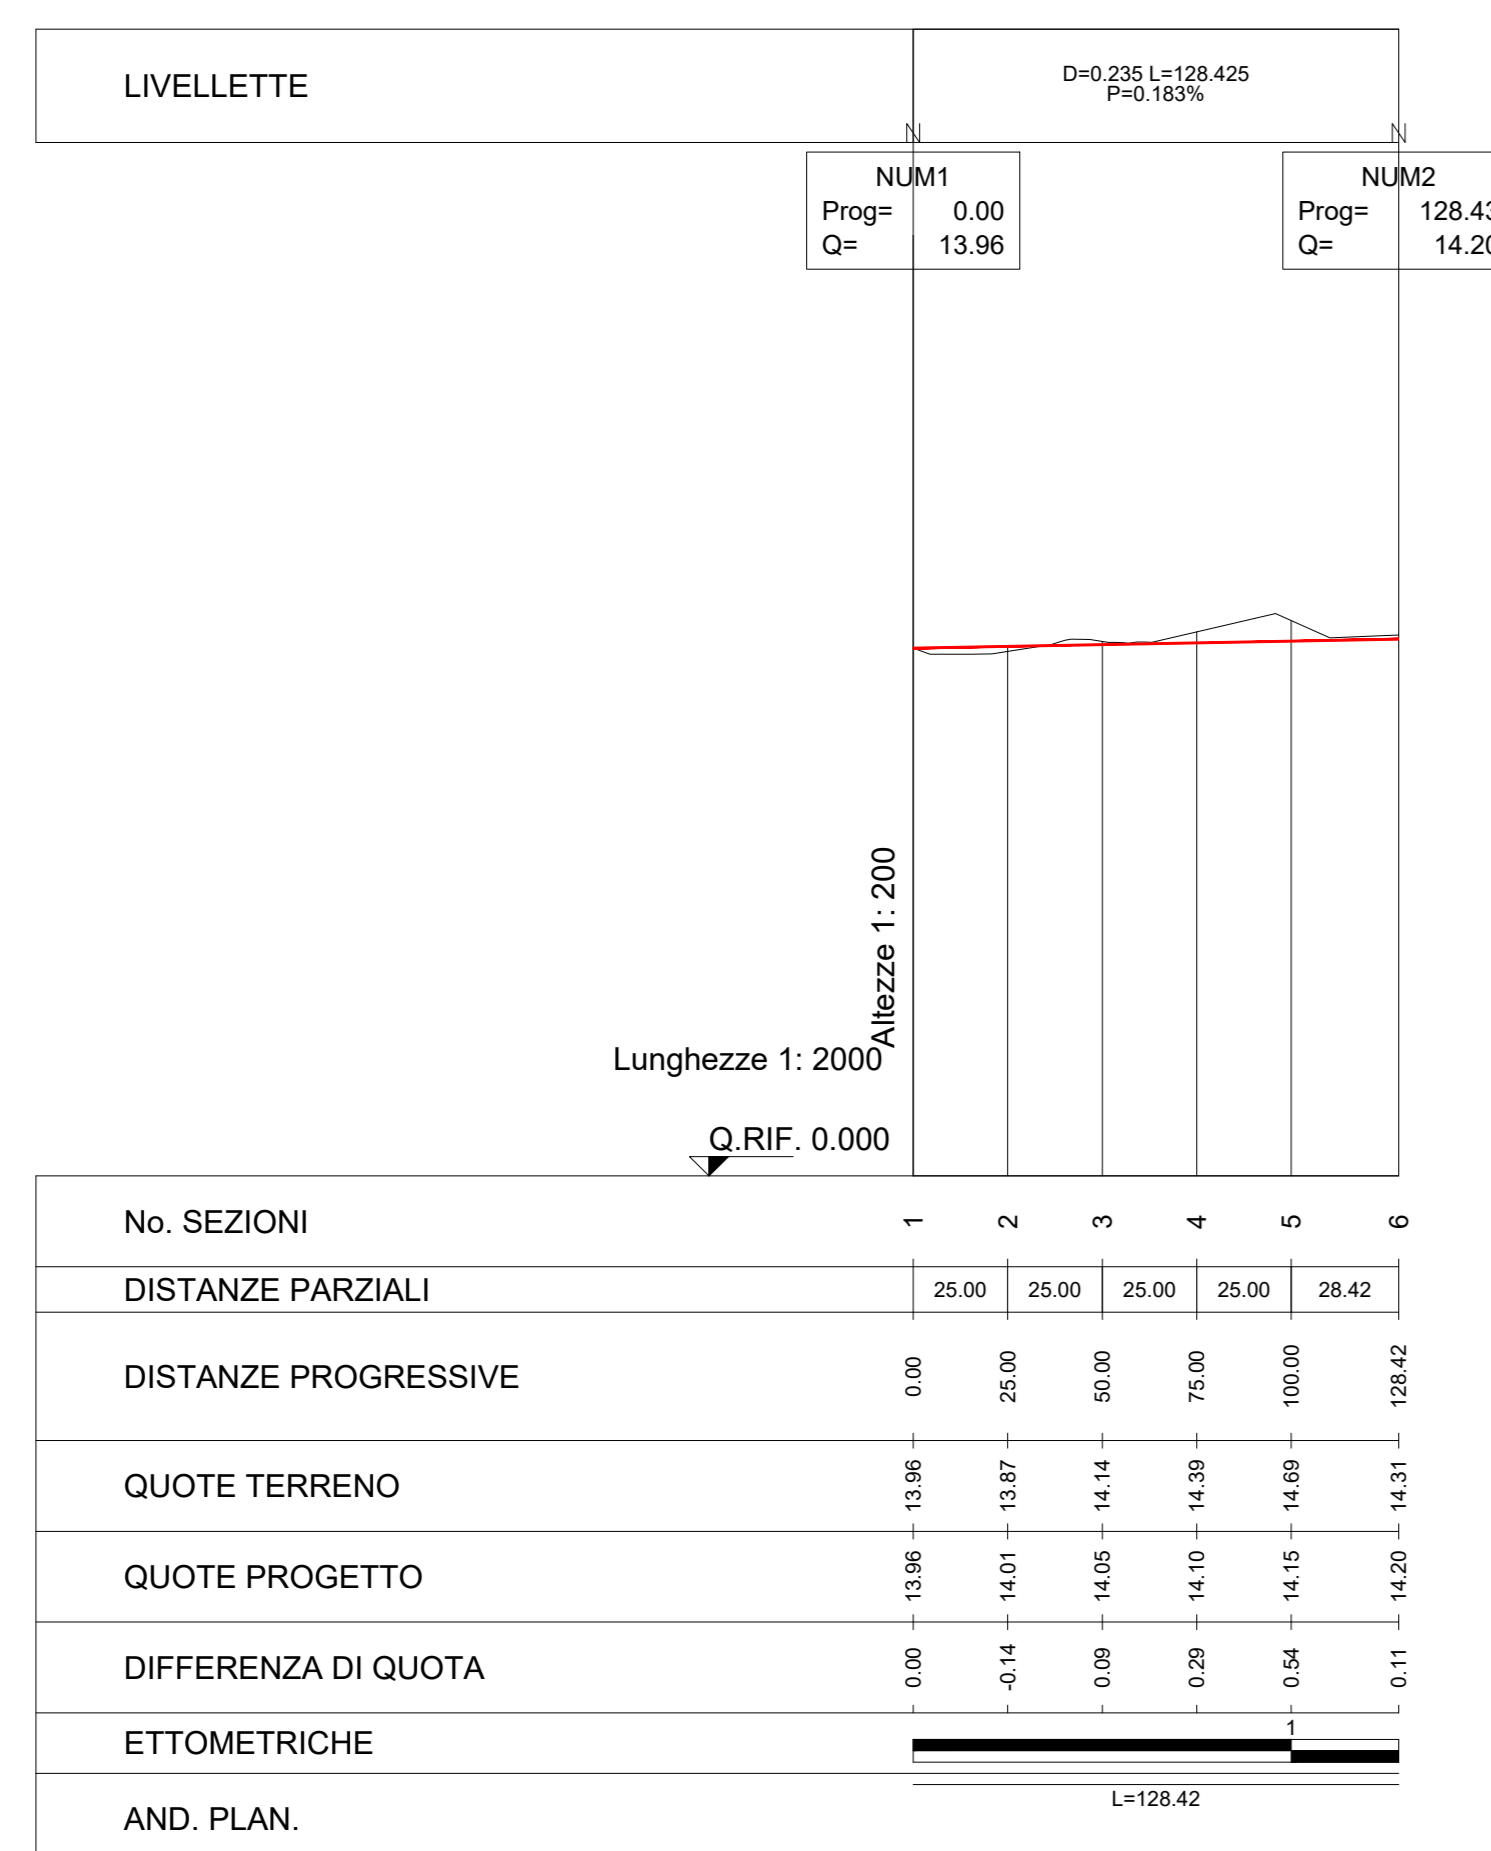 LIVELLETTE
D=0.235 L=128.425
P=0.183%
N
N
NUM1
Prog= 0.00
Q= 13.96
NUM2
Prog= 128.43
Q= 14.20
Altezze 1: 200
Lunghezze 1: 2000
Q.RIF. 0.000
No. SEZIONI 1 2 3 4 5 6
DISTANZE PARZIALI 25.00 25.00 25.00 25.00 28.42
DISTANZE PROGRESSIVE 0.00 25.00 50.00 75.00 100.00 128.42
QUOTE TERRENO 13.96 13.87 14.14 14.39 14.69 14.31
QUOTE PROGETTO 13.96 14.01 14.05 14.10 14.15 14.20
DIFFERENZA DI QUOTA 0.00 -0.14 0.09 0.29 0.54 0.11
ETTOMETRICHE 1
L=128.42
AND. PLAN.